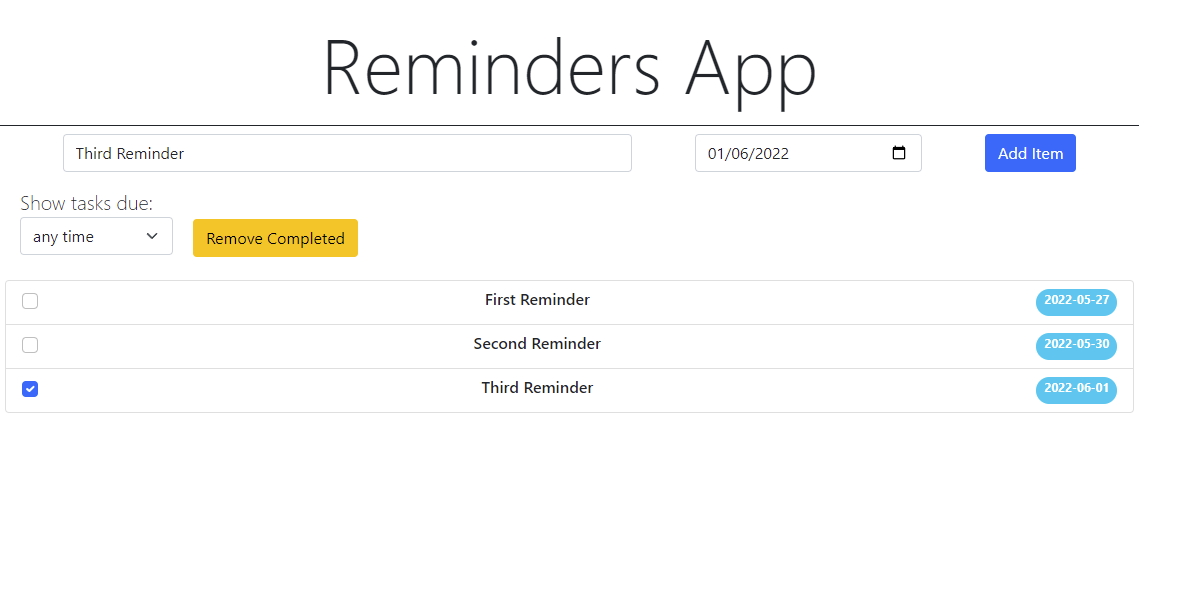 Reminders App
Third Reminder 01/06/2022 Add Item
Show tasks due:
any time Remove Completed
First Reminder 2022-05-27
Second Reminder 2022-05-30
Third Reminder 2022-06-01